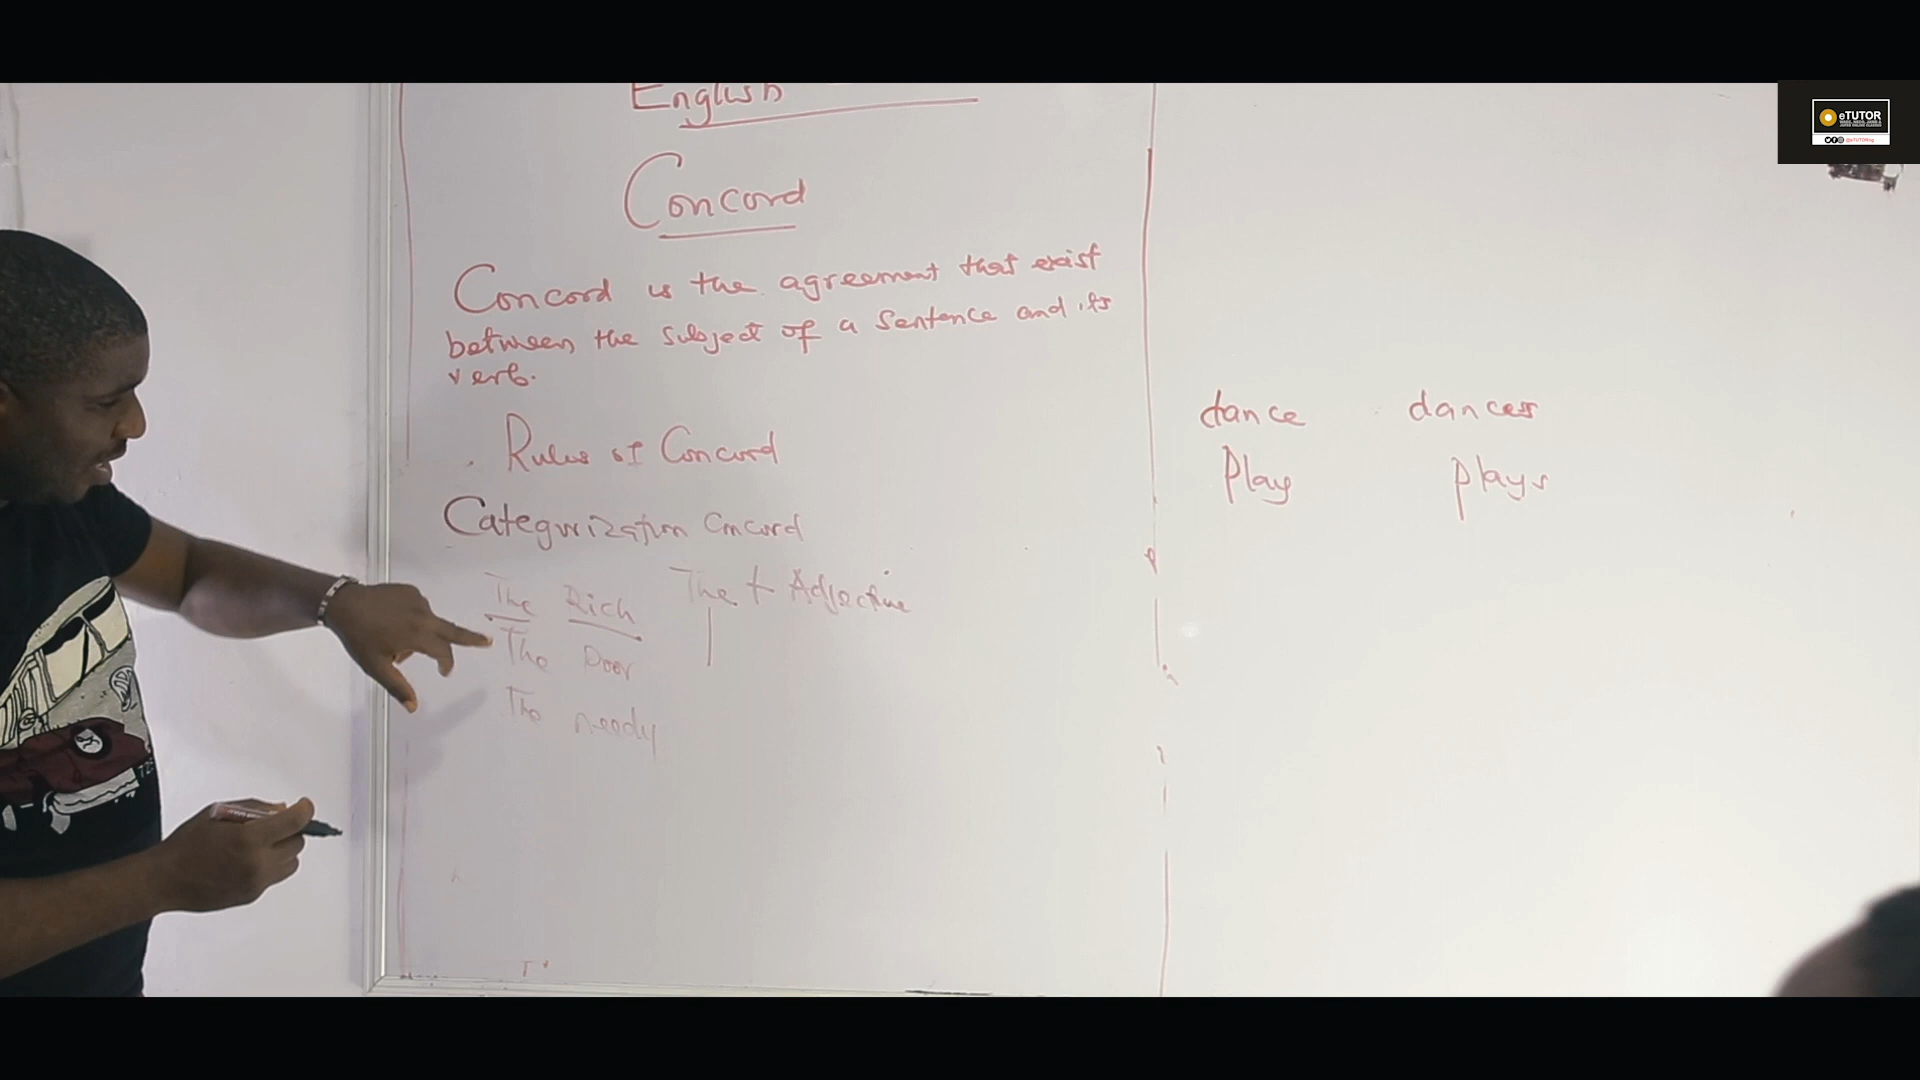 English
Concord
Concord is the agreement that exist
between the subject of a sentence and its
verb.
Rules of Concord
Categorization Concord
The Rich The + Adjective
The Poor
The needy
dance dances
Play plays
eTUTOR